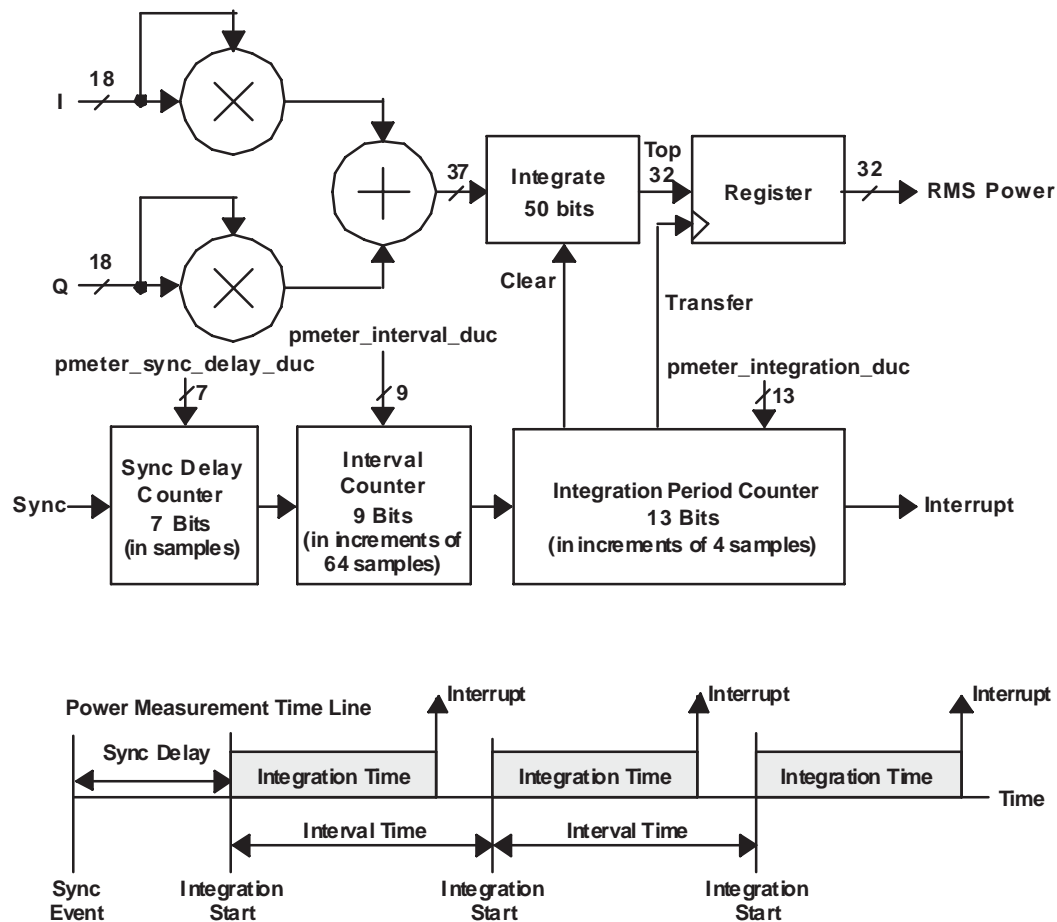 18
I
18
Q
37
Integrate
50 bits
Top
32
Register
32
RMS Power
Clear
Transfer
pmeter_interval_duc
pmeter_sync_delay_duc
pmeter_integration_duc
7
9
13
Sync
Sync Delay
Counter
7 Bits
(in samples)
Interval
Counter
9 Bits
(in increments of
64 samples)
Integration Period Counter
13 Bits
(in increments of 4 samples)
Interrupt
Power Measurement Time Line
Interrupt
Interrupt
Interrupt
Sync Delay
Integration Time
Integration Time
Integration Time
Time
Interval Time
Interval Time
Sync
Event
Integration
Start
Integration
Start
Integration
Start